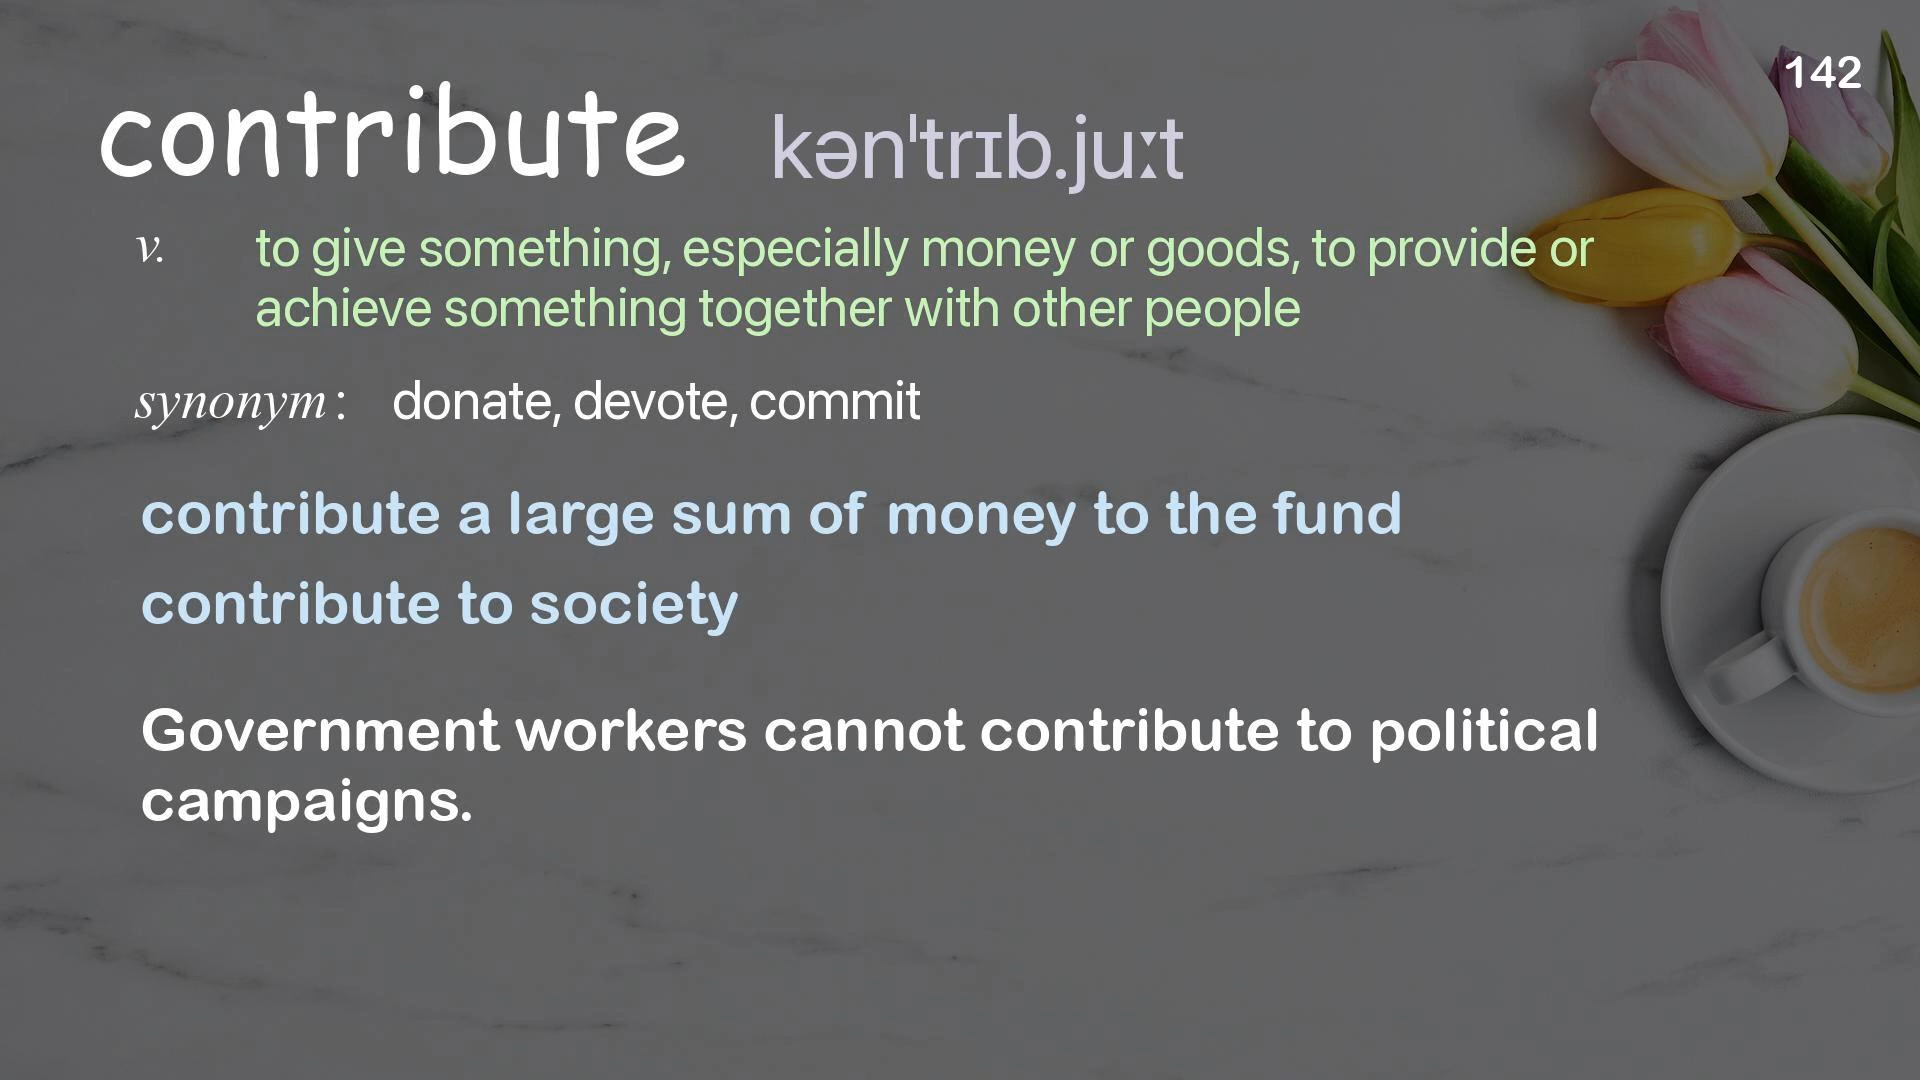 142
contribute kənˈtrɪb.juːt
v. to give something, especially money or goods, to provide or
achieve something together with other people
synonym : donate, devote, commit
contribute a large sum of money to the fund
contribute to society
Government workers cannot contribute to political
campaigns.